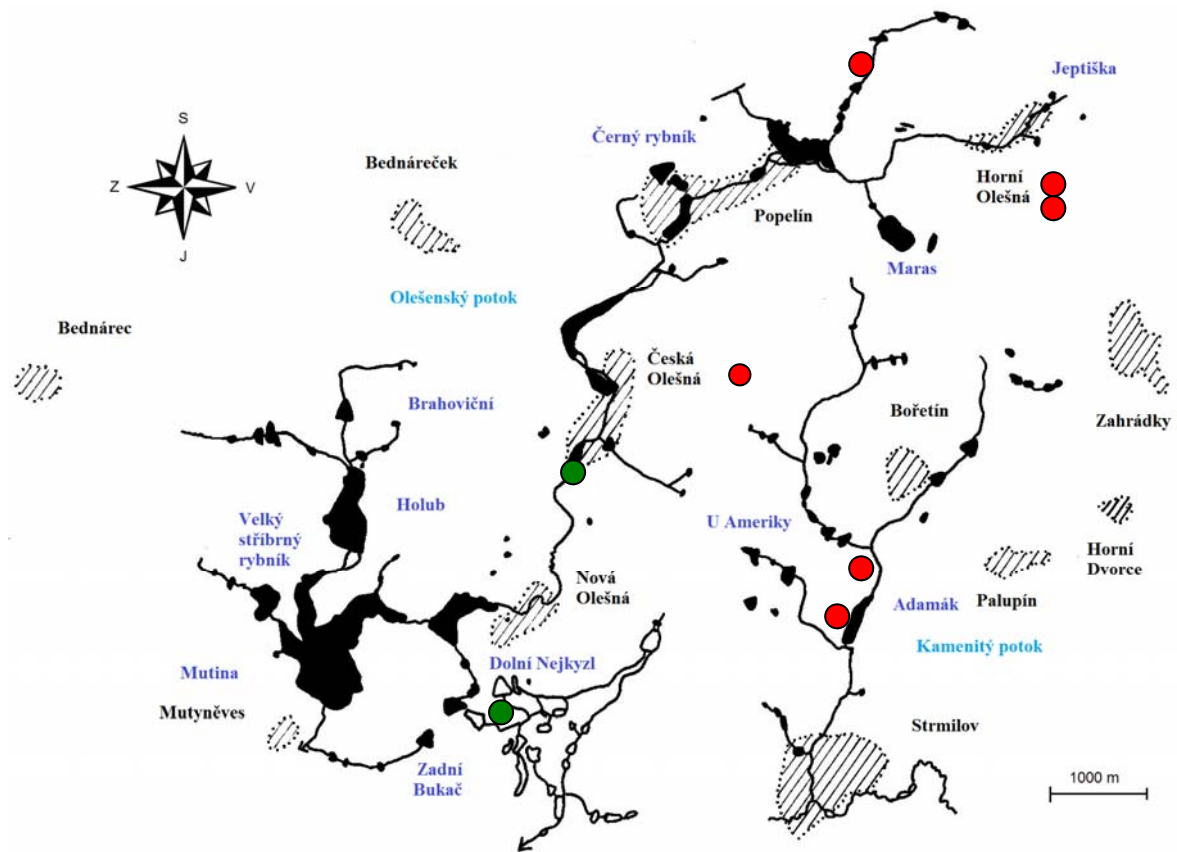 Jeptiška
S
Černý rybník
Bednáreček
Z
V
Horní
Olešná
Popelín
J
Maras
Olešenský potok
Bednárec
Česká
Olešná
Brahoviční
Bořetín
Zahrádky
Holub
Velký
stříbrný
rybník
U Ameriky
Horní
Dvorce
Nová
Olešná
Palupín
Adamák
Kamenitý potok
Dolní Nejkyzl
Mutina
Mutyněves
Strmilov
Zadní
Bukač
1000 m